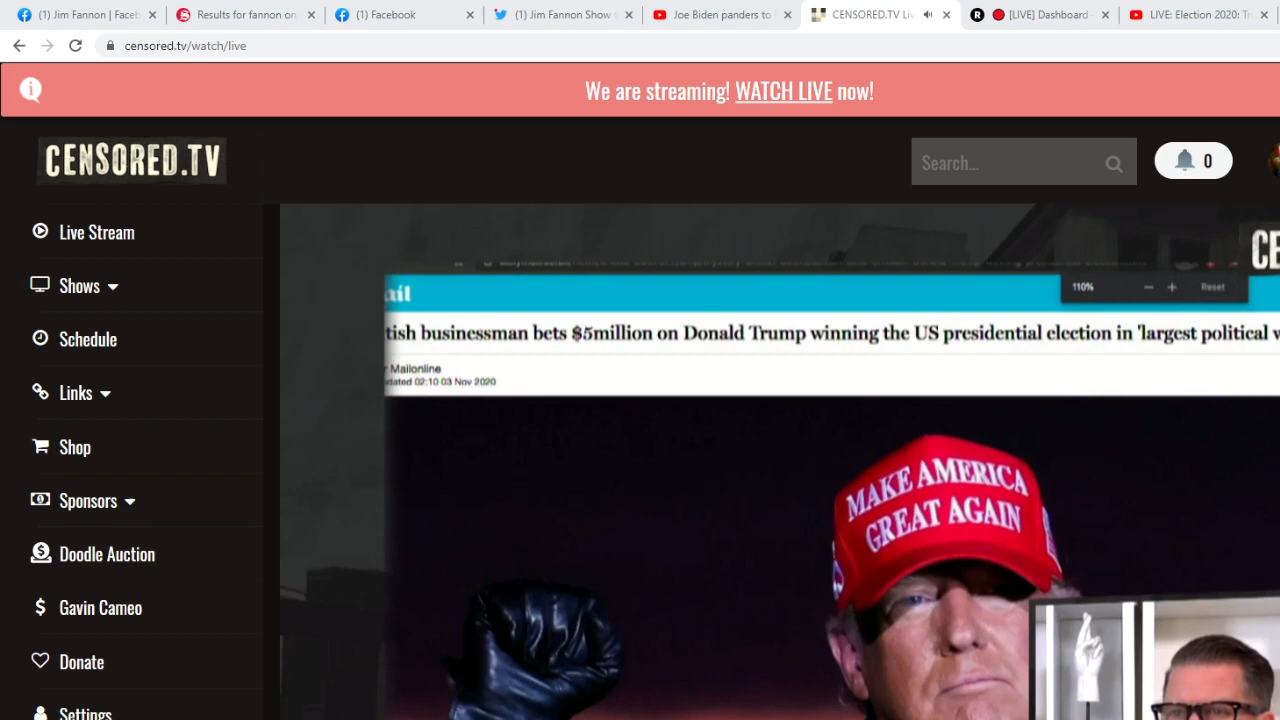 (1) Jim Fannon | Faceb
Results for fannon on
(1) Facebook
(1) Jim Fannon Show
Joe Biden panders to
CENSORED.TV Liv
[LIVE] Dashboard -
LIVE: Election 2020: Tr
censored.tv/watch/live
We are streaming! WATCH LIVE now!
CENSORED.TV
Search...
0
Live Stream
Shows
Schedule
Links
Shop
Sponsors
Doodle Auction
Gavin Cameo
Donate
Settings
CE
ail
110%
Reset
tish businessman bets $5million on Donald Trump winning the US presidential election in 'largest political w
r Mailonline
dated 02:10 03 Nov 2020
MAKE AMERICA
GREAT AGAIN